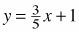 y = 3/5 x + 1